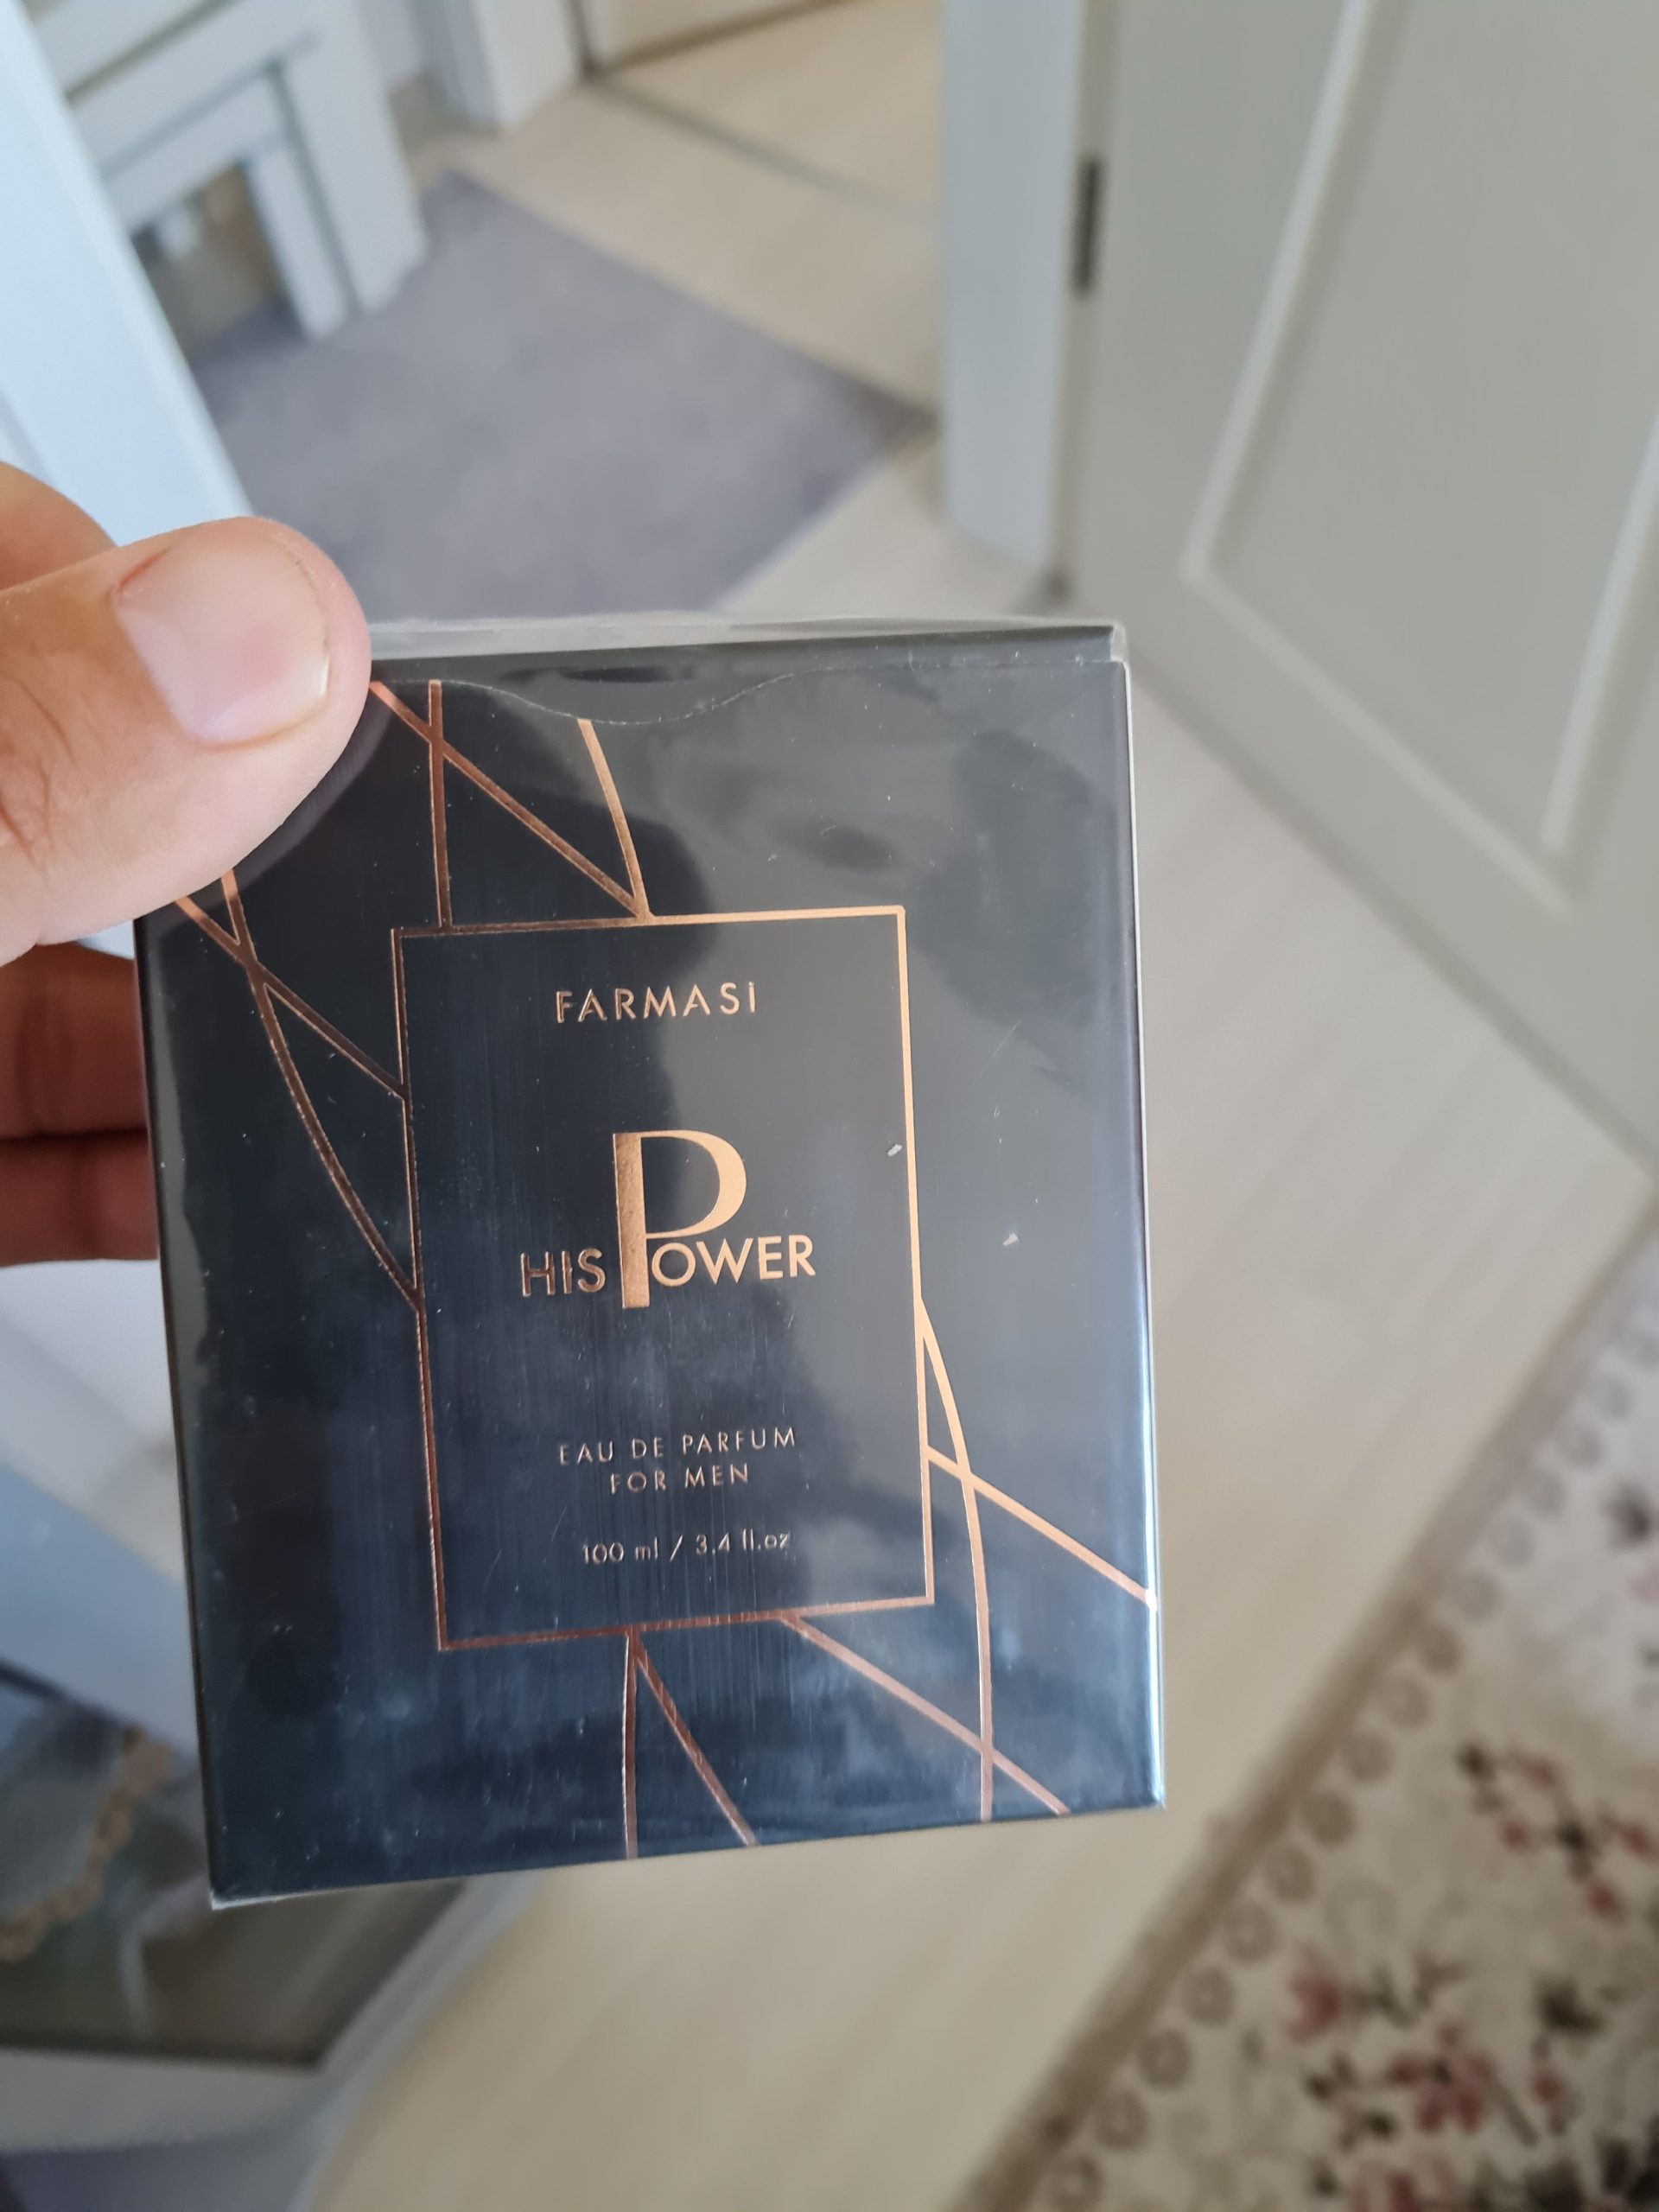 FARMASİ
HIS POWER
EAU DE PARFUM
FOR MEN
100 ml / 3.4 fl.oz